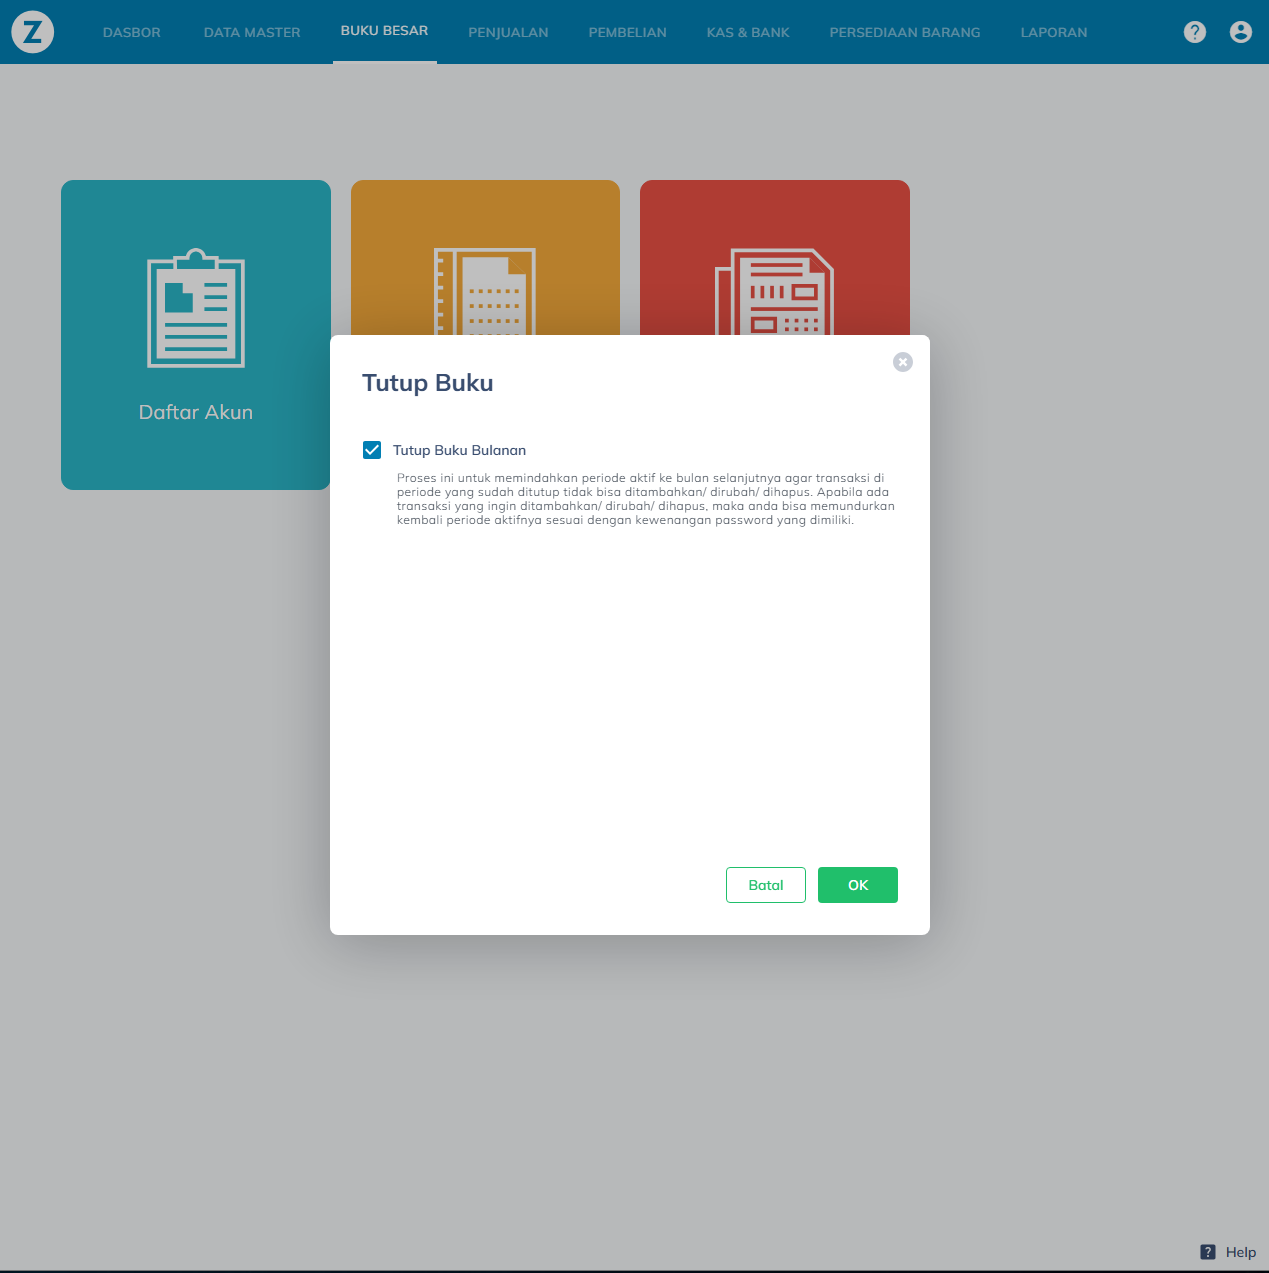 Z
DASBOR
DATA MASTER
BUKU BESAR
PENJUALAN
PEMBELIAN
KAS & BANK
PERSEDIAAN BARANG
LAPORAN
Daftar Akun
Tutup Buku
Tutup Buku Bulanan
Proses ini untuk memindahkan periode aktif ke bulan selanjutnya agar transaksi di
periode yang sudah ditutup tidak bisa ditambahkan/ dirubah/ dihapus. Apabila ada
transaksi yang ingin ditambahkan/ dirubah/ dihapus, maka anda bisa memundurkan
kembali periode aktifnya sesuai dengan kewenangan password yang dimiliki.
Batal
OK
Help